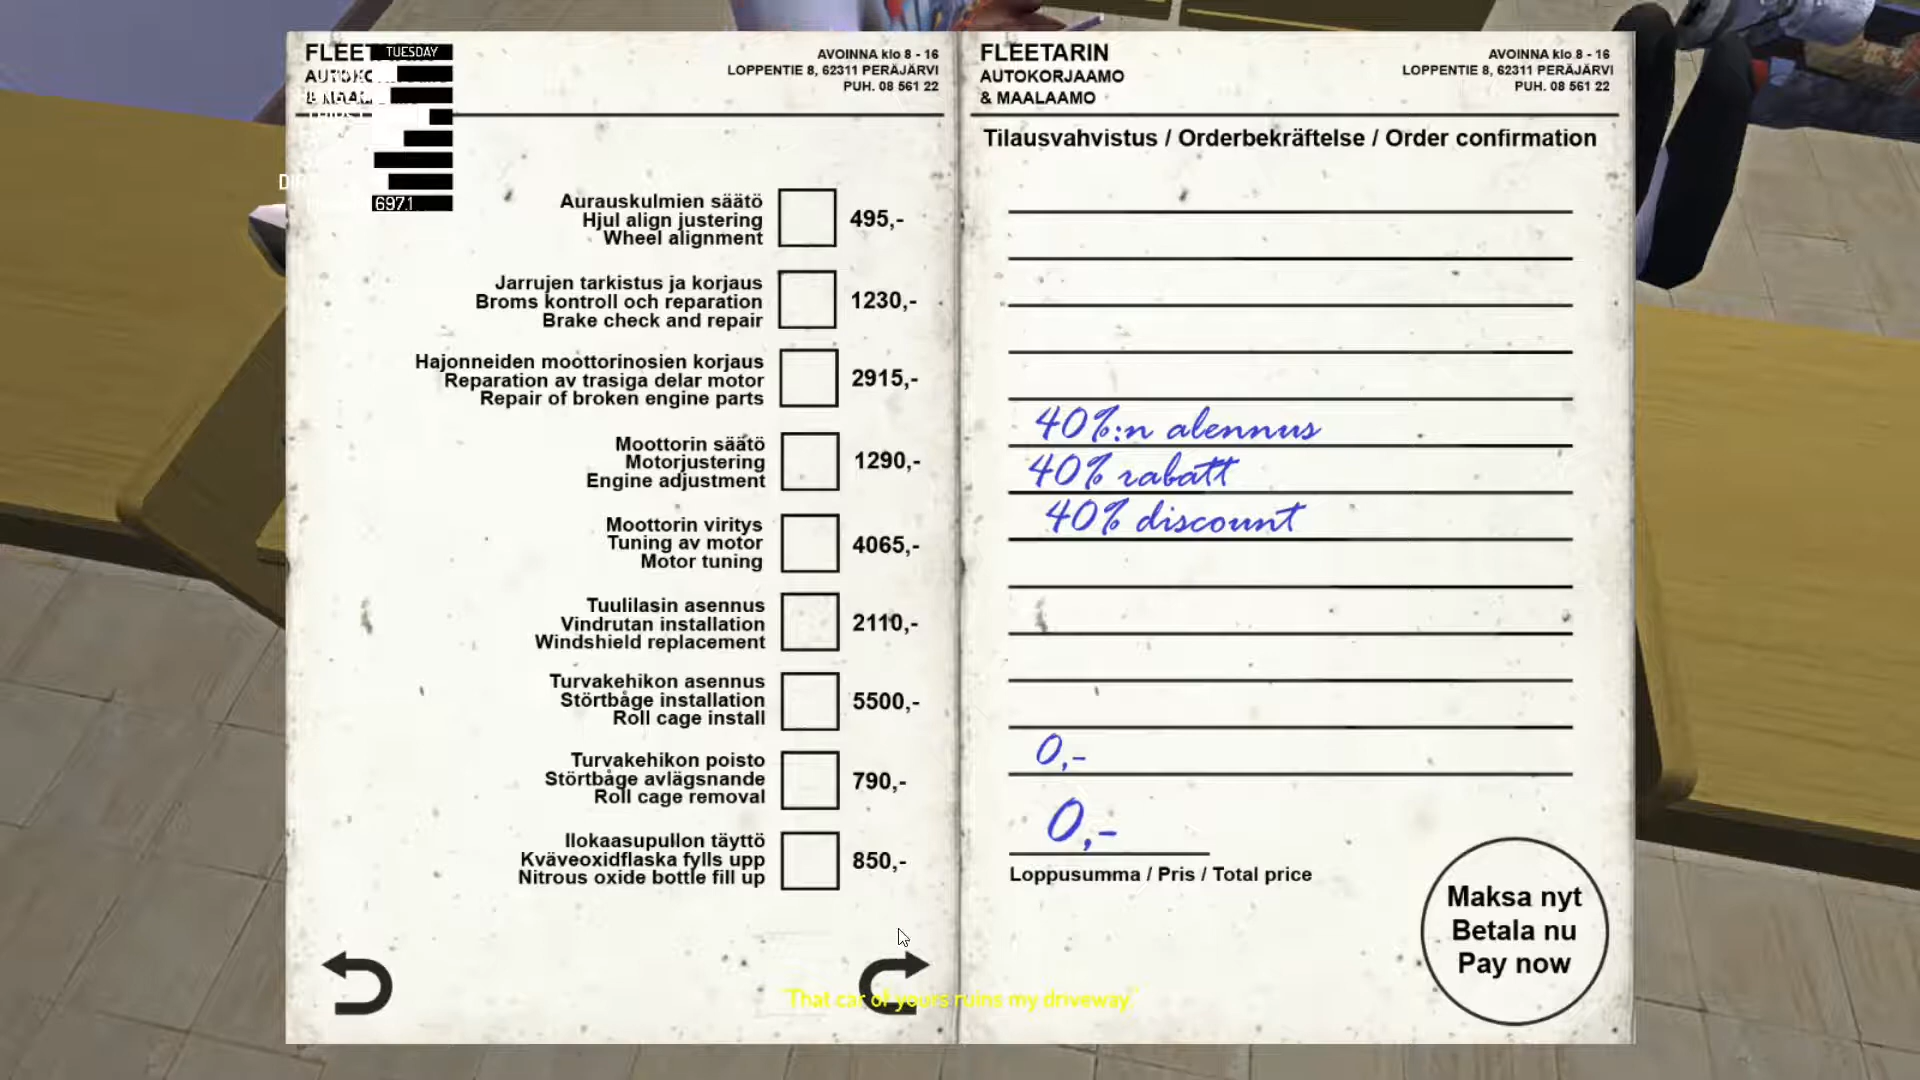 TUESDAY
6971
AVOINNA klo 8 - 16
LOPPENTIE 8, 62311 PERÄJÄRVI
PUH. 08 561 22
Aurauskulmien säätö
Hjul align justering
Wheel alignment
495,-
Jarrujen tarkistus ja korjaus
Broms kontroll och reparation
Brake check and repair
1230,-
Hajonneiden moottorinosien korjaus
Reparation av trasiga delar motor
Repair of broken engine parts
2915,-
Moottorin säätö
Motorjustering
Engine adjustment
1290,-
Moottorin viritys
Tuning av motor
Motor tuning
4065,-
Tuulilasin asennus
Vindrutan installation
Windshield replacement
2110,-
Turvakehikon asennus
Störtbåge installation
Roll cage install
5500,-
Turvakehikon poisto
Störtbåge avlägsnande
Roll cage removal
790,-
Ilokaasupullon täyttö
Kväveoxidflaska fylls upp
Nitrous oxide bottle fill up
850,-
FLEETARIN
AUTOKORJAAMO
& MAALAAMO
AVOINNA klo 8 - 16
LOPPENTIE 8, 62311 PERÄJÄRVI
PUH. 08 561 22
Tilausvahvistus / Orderbekräftelse / Order confirmation
40%:n alennus
40% rabatt
40% discount
0,-
0,-
Loppusumma / Pris / Total price
Maksa nyt
Betala nu
Pay now
"That car of yours ruins my driveway."